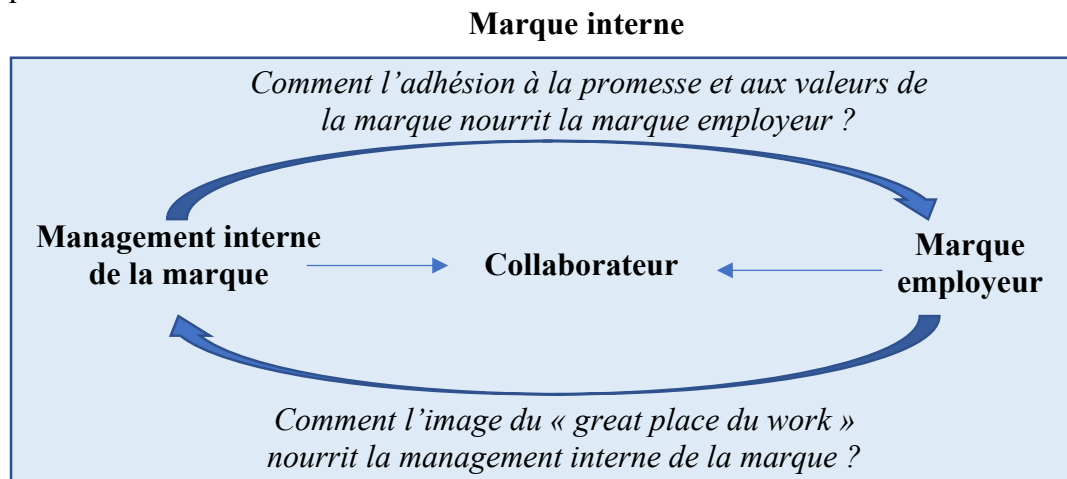 Marque interne
Comment l’adhésion à la promesse et aux valeurs de
la marque nourrit la marque employeur ?
Management interne
de la marque
Collaborateur
Marque
employeur
Comment l’image du « great place du work »
nourrit la management interne de la marque ?